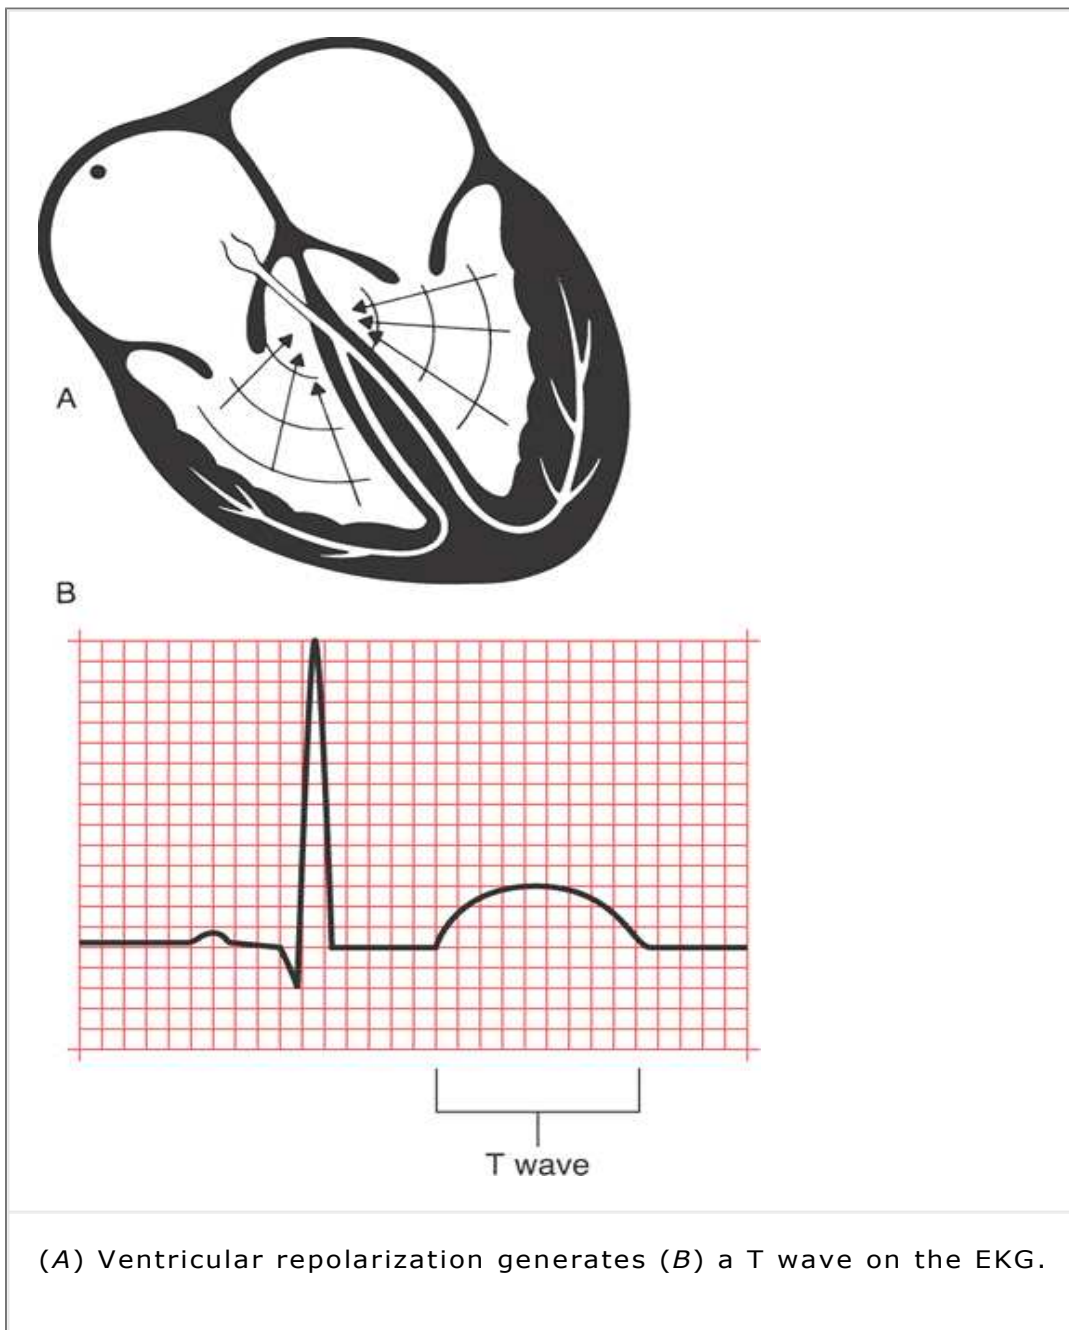 A
B
T wave
(A) Ventricular repolarization generates (B) a T wave on the EKG.